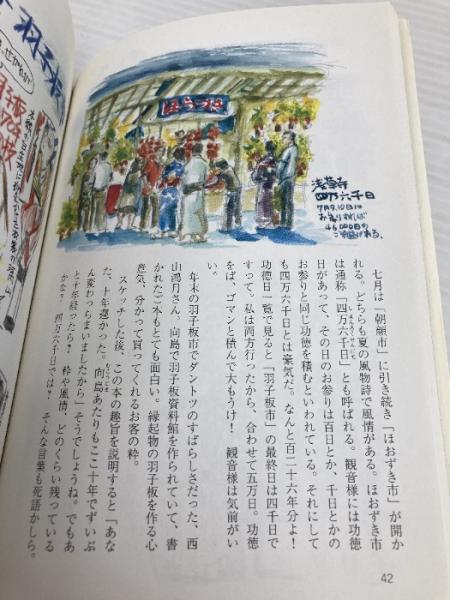 ほうづき
浅草寺
四万六千日
7月9,10日に
お参りすれば
46,000日の
ご利益がある。
七月は「朝顔市」に引き続き「ほおずき市」が開か
れる。どちらも夏の風物詩で風情がある。ほおずき市
は通称「四万六千日」とも呼ばれる。観音様には功徳
日があって、その日のお参りは百日とか、千日とかの
お参りと同じ功徳を積むといわれている。それにして
も四万六千日とは豪気だ。なんと百二十六年分よ!
功徳日一覧で見ると「羽子板市」の最終日は四千日で
すって。私は両方行ったから、合わせて五万日。功徳
をば、ゴマンと積んで大もうけ! 観音様は気前がい
い。
年末の羽子板市でダントツのすばらしさだった、西
山鴻月さん。向島で羽子板資料館を作られていて、書
かれたご本もとても面白い。縁起物の羽子板を作る心
意気、分かって買ってくれるお客の粋。
スケッチした後、この本の趣旨を説明すると「あな
た、十年遅かった。向島あたりもここ十年でずいぶ
ん変わっちまいましたから」そうでしょうね。でもあ
と十年経ったら? 粋や風情、どのくらい残っている
かな? 四万六千日では? そんな言葉も死語かしら。
42
羽子板